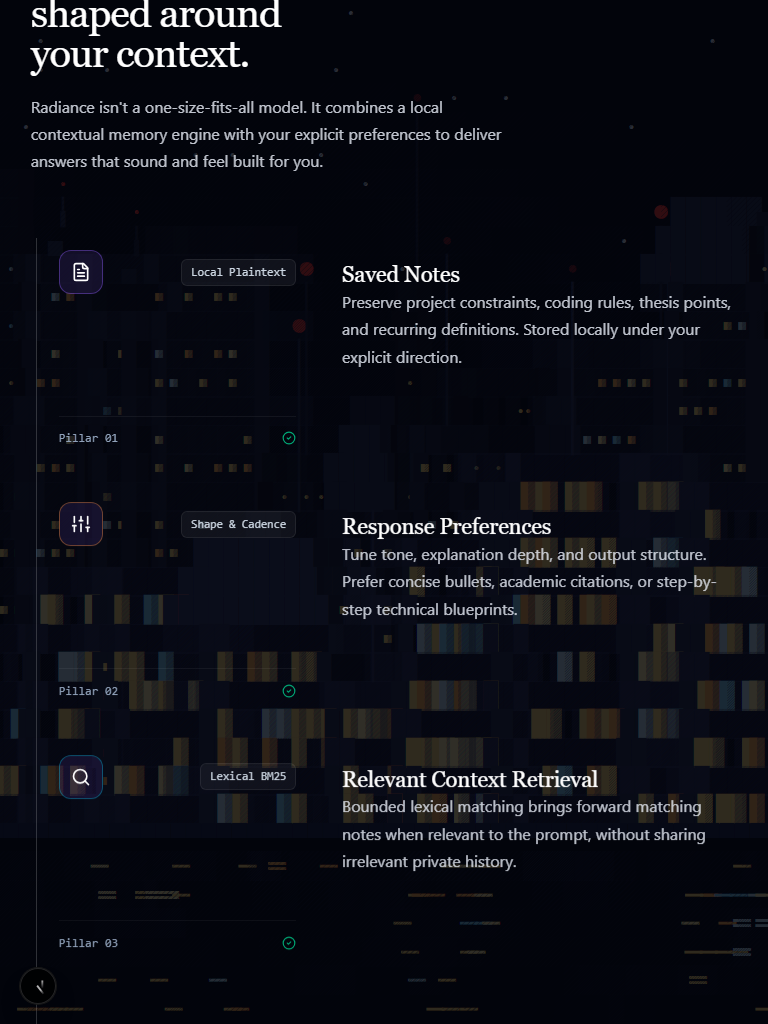 shaped around
your context.
Radiance isn't a one-size-fits-all model. It combines a local
contextual memory engine with your explicit preferences to deliver
answers that sound and feel built for you.
Local Plaintext
Saved Notes
Preserve project constraints, coding rules, thesis points,
and recurring definitions. Stored locally under your
explicit direction.
Pillar 01
Shape & Cadence
Response Preferences
Tune tone, explanation depth, and output structure.
Prefer concise bullets, academic citations, or step-by-
step technical blueprints.
Pillar 02
Lexical BM25
Relevant Context Retrieval
Bounded lexical matching brings forward matching
notes when relevant to the prompt, without sharing
irrelevant private history.
Pillar 03